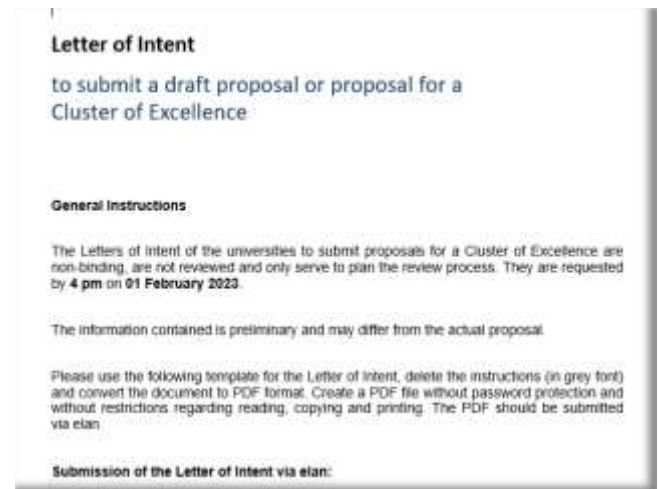 Letter of Intent
to submit a draft proposal or proposal for a
Cluster of Excellence
General Instructions
The Letters of Intent of the universities to submit proposals for a Cluster of Excellence are
non-binding, are not reviewed and only serve to plan the review process. They are requested
by 4 pm on 01 February 2023.
The information contained is preliminary and may differ from the actual proposal.
Please use the following template for the Letter of Intent, delete the instructions (in grey font)
and convert the document to PDF format. Create a PDF file without password protection and
without restrictions regarding reading, copying and printing. The PDF should be submitted
via elan
Submission of the Letter of Intent via elan: